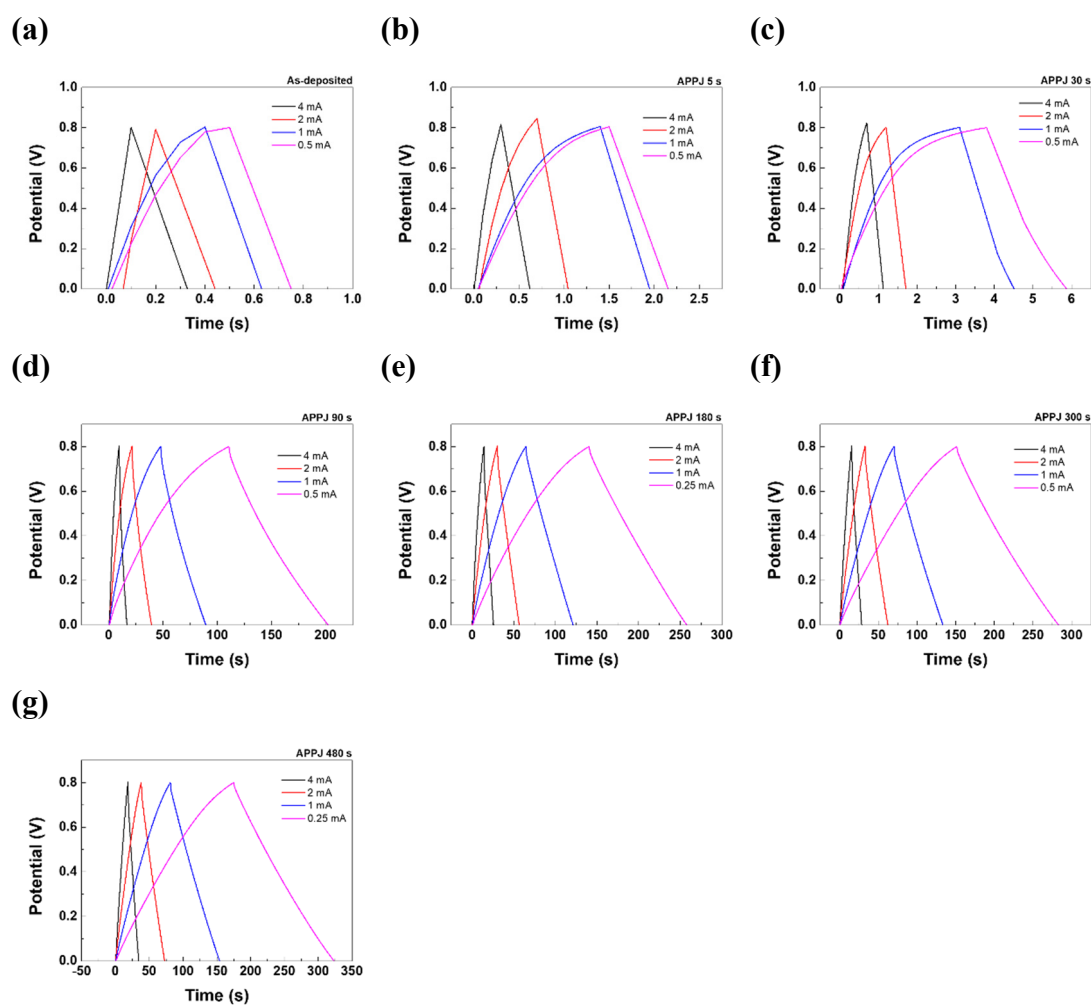 (a)
As-deposited
4 mA
2 mA
1 mA
0.5 mA
1.0
0.8
0.6
0.4
0.2
0.0
Potential (V)
0.0 0.2 0.4 0.6 0.8 1.0
Time (s)
(b)
APPJ 5 s
4 mA
2 mA
1 mA
0.5 mA
1.0
0.8
0.6
0.4
0.2
0.0
Potential (V)
0.0 0.5 1.0 1.5 2.0 2.5
Time (s)
(c)
APPJ 30 s
4 mA
2 mA
1 mA
0.5 mA
1.0
0.8
0.6
0.4
0.2
0.0
Potential (V)
0 1 2 3 4 5 6
Time (s)
(d)
APPJ 90 s
4 mA
2 mA
1 mA
0.5 mA
0.8
0.6
0.4
0.2
0.0
Potential (V)
0 50 100 150 200
Time (s)
(e)
APPJ 180 s
4 mA
2 mA
1 mA
0.25 mA
0.8
0.6
0.4
0.2
0.0
Potential (V)
0 50 100 150 200 250 300
Time (s)
(f)
APPJ 300 s
4 mA
2 mA
1 mA
0.5 mA
0.8
0.6
0.4
0.2
0.0
Potential (V)
0 50 100 150 200 250 300
Time (s)
(g)
APPJ 480 s
4 mA
2 mA
1 mA
0.25 mA
0.8
0.6
0.4
0.2
0.0
Potential (V)
-50 0 50 100 150 200 250 300 350
Time (s)